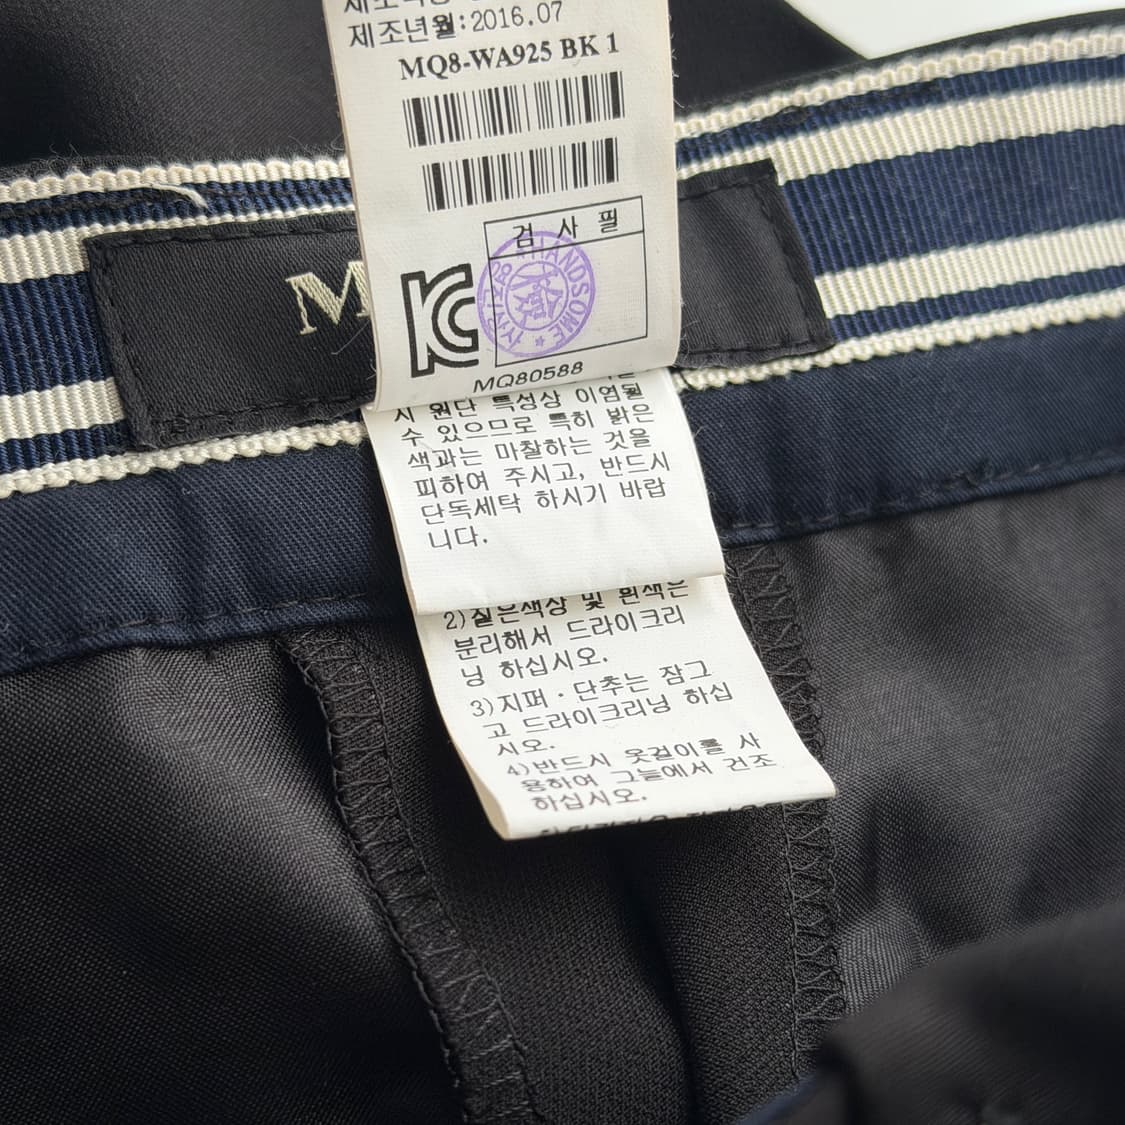 제조년월:2016.07
MQ8-WA925 BK 1
검 사 필
HANDSOME
MQ80588
M
시 원단 특성상 이염될
수 있으므로 특히 밝은
색과는 마찰하는 것을
피하여 주시고, 반드시
단독세탁 하시기 바랍
니다.
2)짙은색상 및 흰색은
분리해서 드라이크리
닝 하십시오.
3)지퍼·단추는 잠그
고 드라이크리닝 하십
시오.
4)반드시 옷걸이를 사
용하여 그늘에서 건조
하십시오.